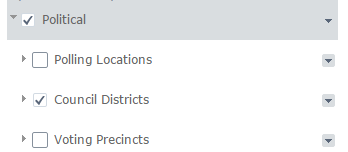 Political
Polling Locations
Council Districts
Voting Precincts